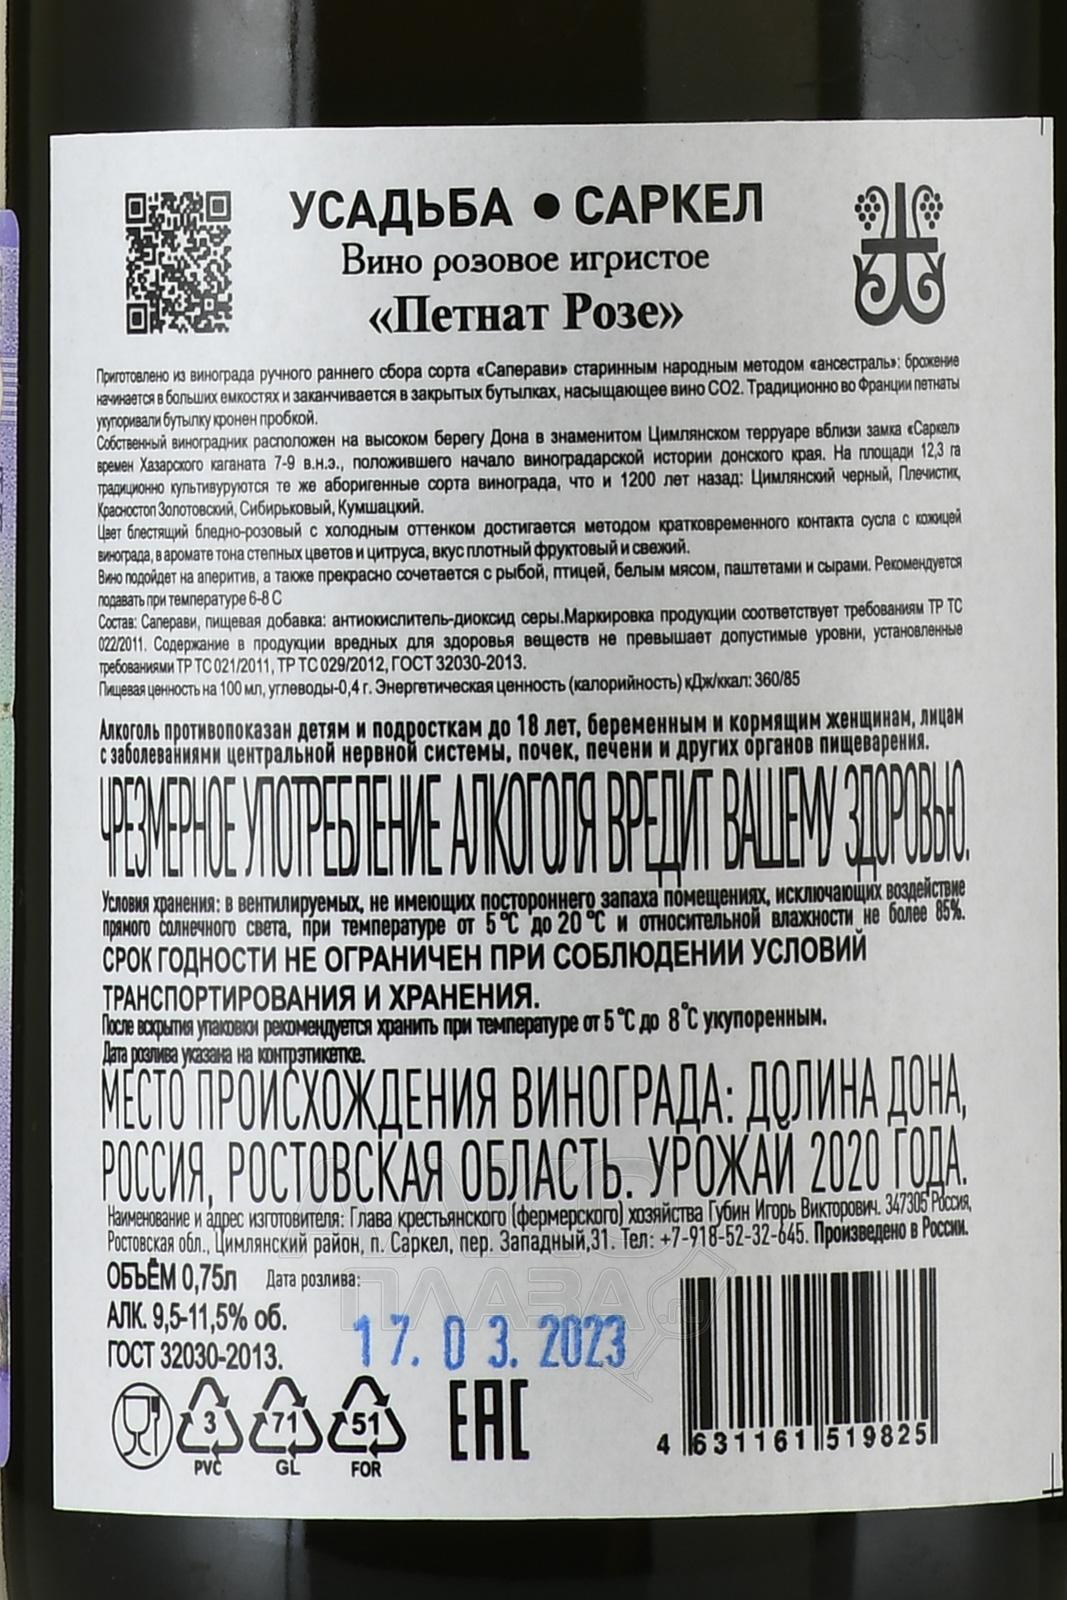 УСАДЬБА • САРКЕЛ
Вино розовое игристое
«Петнат Розе»
Приготовлено из винограда ручного раннего сбора сорта «Саперави» старинным народным методом «ансестраль»: брожение
начинается в больших емкостях и заканчивается в закрытых бутылках, насыщающее вино СО2. Традиционно во Франции петнаты
укупоривали бутылку кронен пробкой.
Собственный виноградник расположен на высоком берегу Дона в знаменитом Цимлянском терруаре вблизи замка «Саркел»
времен Хазарского каганата 7-9 в.н.э., положившего начало виноградарской истории донского края. На площади 12,3 га
традиционно культивуруются те же аборигенные сорта винограда, что и 1200 лет назад: Цимлянский черный, Плечистик,
Красностоп Золотовский, Сибирьковый, Кумшацкий.
Цвет блестящий бледно-розовый с холодным оттенком достигается методом кратковременного контакта сусла с кожицей
винограда, в аромате тона степных цветов и цитруса, вкус плотный фруктовый и свежий.
Вино подойдет на аперитив, а также прекрасно сочетается с рыбой, птицей, белым мясом, паштетами и сырами. Рекомендуется
подавать при температуре 6-8 С
Состав: Саперави, пищевая добавка: антиокислитель-диоксид серы.Маркировка продукции соответствует требованиям ТР ТС
022/2011. Содержание в продукции вредных для здоровья веществ не превышает допустимые уровни, установленные
требованиями ТР ТС 021/2011, ТР ТС 029/2012, ГОСТ 32030-2013.
Пищевая ценность на 100 мл, углеводы-0,4 г. Энергетическая ценность (калорийность) кДж/ккал: 360/85
Алкоголь противопоказан детям и подросткам до 18 лет, беременным и кормящим женщинам, лицам
с заболеваниями центральной нервной системы, почек, печени и других органов пищеварения.
ЧРЕЗМЕРНОЕ УПОТРЕБЛЕНИЕ АЛКОГОЛЯ ВРЕДИТ ВАШЕМУ ЗДОРОВЬЮ.
Условия хранения: в вентилируемых, не имеющих постороннего запаха помещениях, исключающих воздействие
прямого солнечного света, при температуре от 5°С до 20°С и относительной влажности не более 85%.
СРОК ГОДНОСТИ НЕ ОГРАНИЧЕН ПРИ СОБЛЮДЕНИИ УСЛОВИЙ
ТРАНСПОРТИРОВАНИЯ И ХРАНЕНИЯ.
После вскрытия упаковки рекомендуется хранить при температуре от 5°С до 8°С укупоренным.
Дата розлива указана на контрэтикетке.
МЕСТО ПРОИСХОЖДЕНИЯ ВИНОГРАДА: ДОЛИНА ДОНА,
РОССИЯ, РОСТОВСКАЯ ОБЛАСТЬ. УРОЖАЙ 2020 ГОДА.
Наименование и адрес изготовителя: Глава крестьянского (фермерского) хозяйства Губин Игорь Викторович. 347305 Россия,
Ростовская обл., Цимлянский район, п. Саркел, пер. Западный,31. Тел: +7-918-52-32-645. Произведено в России.
ОБЪЁМ 0,75л Дата розлива:
АЛК. 9,5-11,5% об.
ГОСТ 32030-2013.
17.03.2023
3 71 51
PVC GL FOR
EAC
4 631161 519825
АЛКО
ПЛАЗА.ru